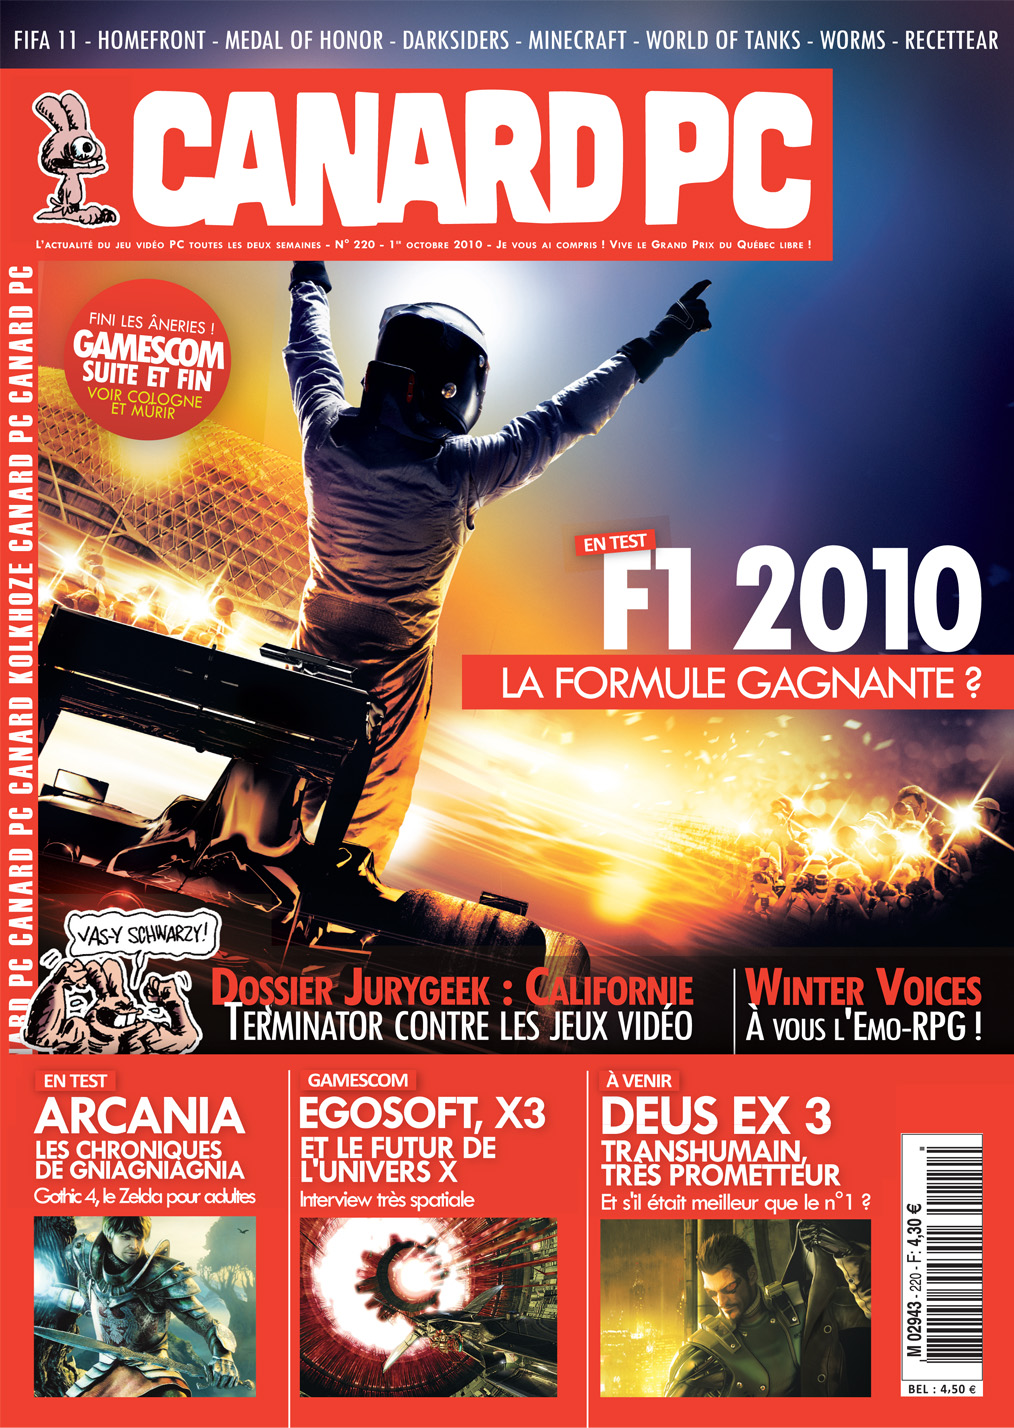 FIFA 11 - HOMEFRONT - MEDAL OF HONOR - DARKSIDERS - MINECRAFT - WORLD OF TANKS - WORMS - RECETTEAR
CANARD PC
L'ACTUALITÉ DU JEU VIDÉO PC TOUTES LES DEUX SEMAINES - N° 220 - 1ER OCTOBRE 2010 - JE VOUS AI COMPRIS ! VIVE LE GRAND PRIX DU QUÉBEC LIBRE !
ARD PC CANARD PC CANARD PC CANARD KOLKHOZE CANARD PC CANARD PC
FINI LES ÂNERIES !
GAMESCOM
SUITE ET FIN
VOIR COLOGNE
ET MURIR
EN TEST
F1 2010
LA FORMULE GAGNANTE ?
VAS-Y SCHWARZY!
DOSSIER JURYGEEK : CALIFORNIE
TERMINATOR CONTRE LES JEUX VIDÉO
WINTER VOICES
À VOUS L'EMO-RPG !
EN TEST
ARCANIA
LES CHRONIQUES
DE GNIAGNIAGNIA
Gothic 4, le Zelda pour adultes
GAMESCOM
EGOSOFT, X3
ET LE FUTUR DE
L'UNIVERS X
Interview très spatiale
À VENIR
DEUS EX 3
TRANSHUMAIN,
TRÈS PROMETTEUR
Et s'il était meilleur que le n°1 ?
M 02943 - 220 - F: 4,30 €
BEL : 4,50 €